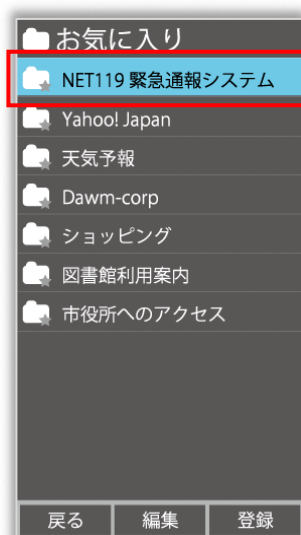 お気に入り
NET119 緊急通報システム
Yahoo! Japan
天気予報
Dawm-corp
ショッピング
図書館利用案内
市役所へのアクセス
戻る 編集 登録